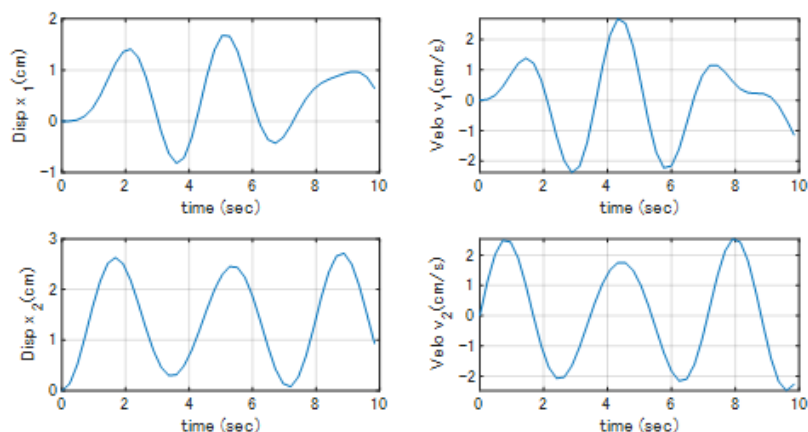 2
1
0
-1
Disp x 1(cm)
0 2 4 6 8 10
time (sec)
2
1
0
-1
-2
Velo v1(cm/s)
0 2 4 6 8 10
time (sec)
3
2
1
0
Disp x 2(cm)
0 2 4 6 8 10
time (sec)
2
1
0
-1
-2
Velo v2(cm/s)
0 2 4 6 8 10
time (sec)